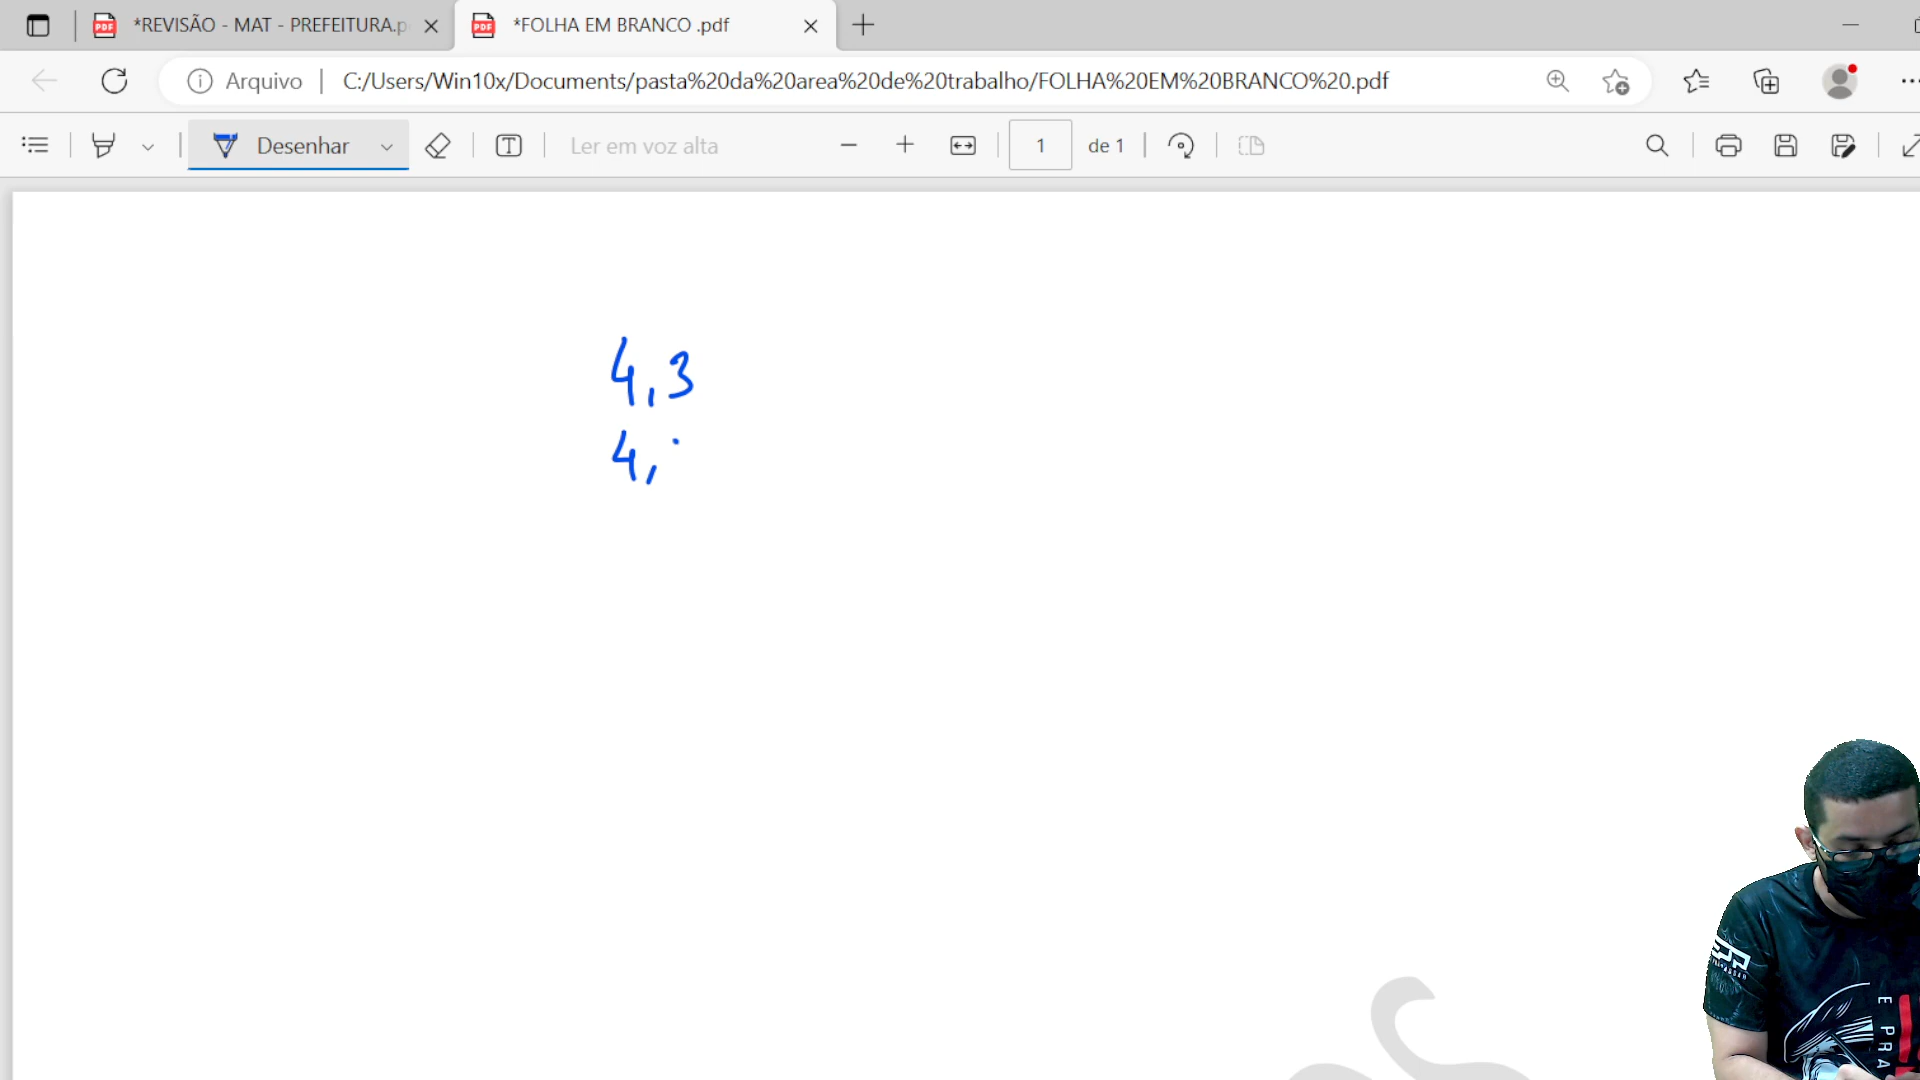 *REVISÃO - MAT - PREFEITURA.p
*FOLHA EM BRANCO .pdf
Arquivo
C:/Users/Win10x/Documents/pasta%20da%20area%20de%20trabalho/FOLHA%20EM%20BRANCO%20.pdf
Desenhar
Ler em voz alta
1
de 1
4,3
4,
E PRA